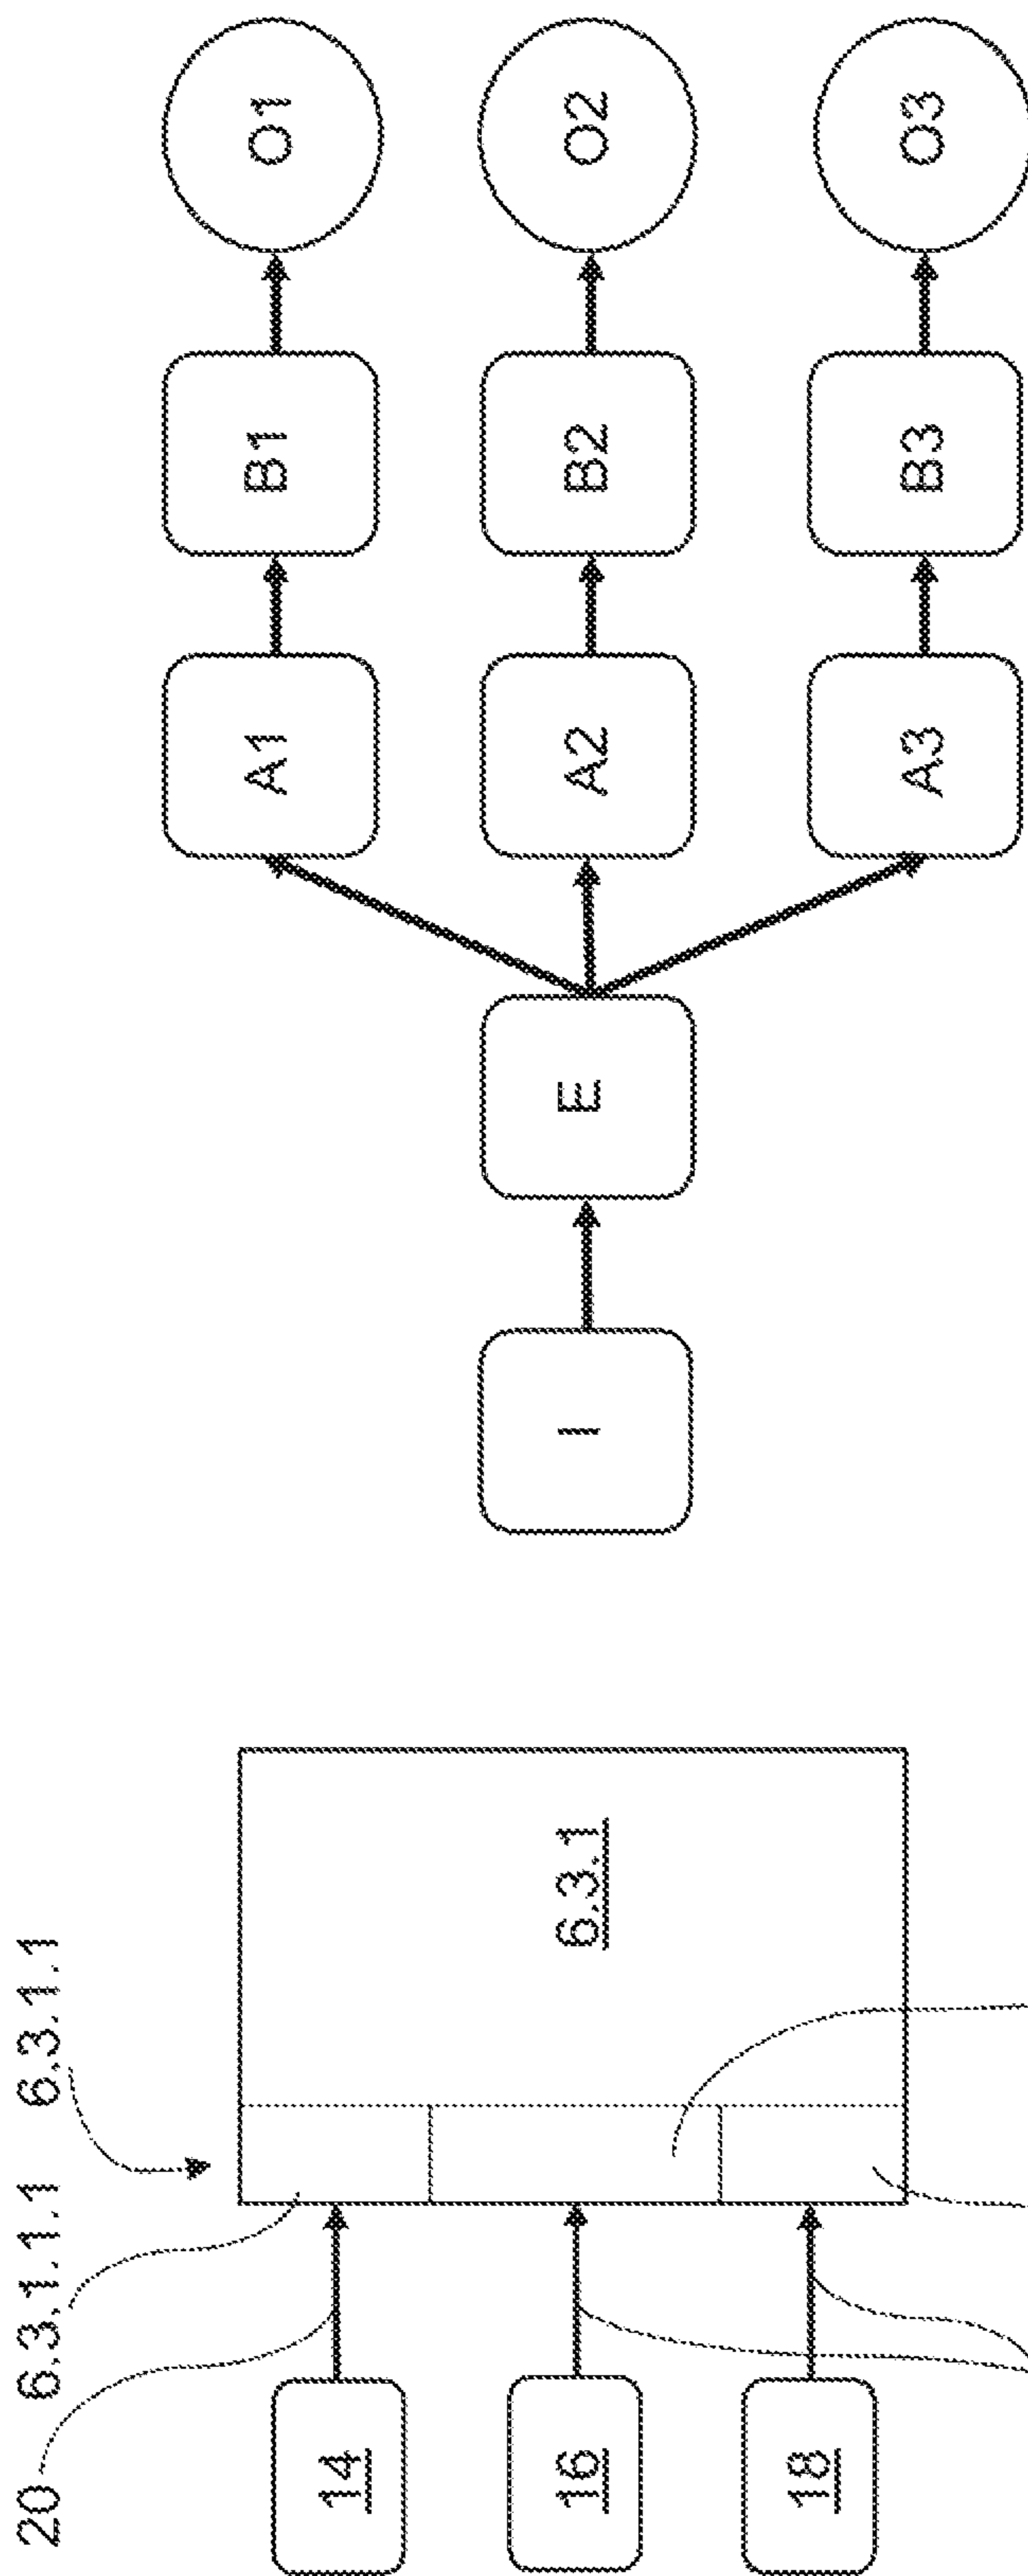 20
6.3.1.1.1
6.3.1.1
14
16
18
6.3.1
I
E
A1
B1
O1
A2
B2
O2
A3
B3
O3